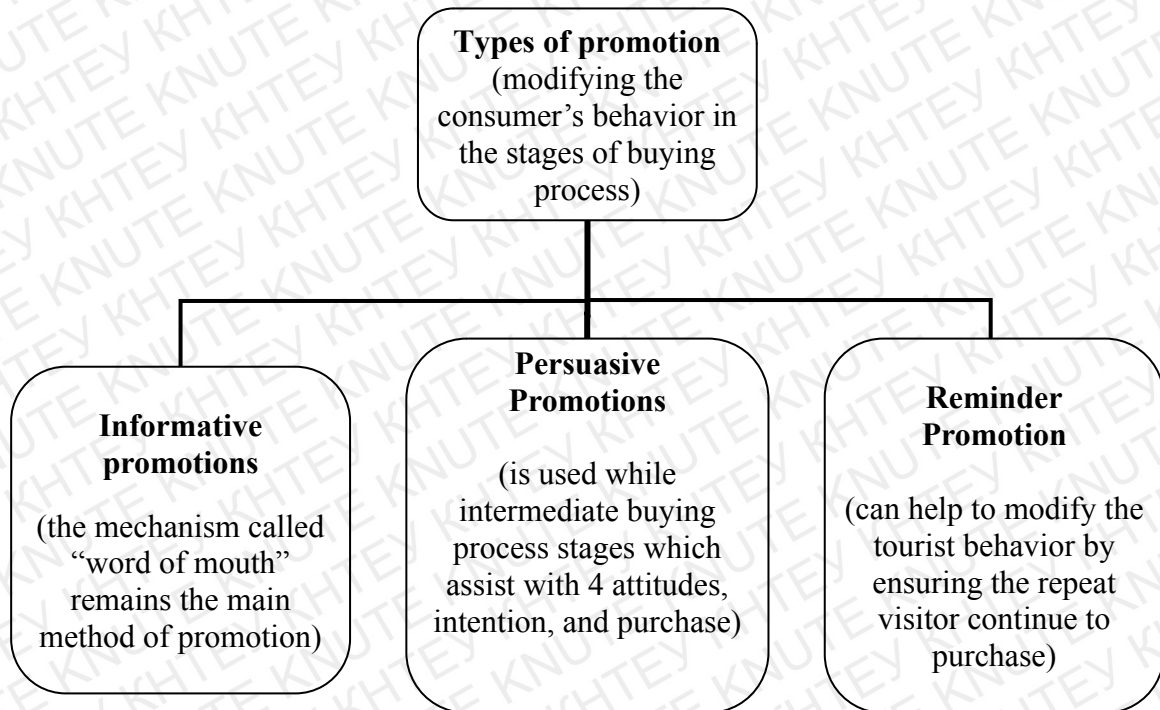 Types of promotion
(modifying the
consumer’s behavior in
the stages of buying
process)
Informative
promotions
(the mechanism called
“word of mouth”
remains the main
method of promotion)
Persuasive
Promotions
(is used while
intermediate buying
process stages which
assist with 4 attitudes,
intention, and purchase)
Reminder
Promotion
(can help to modify the
tourist behavior by
ensuring the repeat
visitor continue to
purchase)
KNUTE КНТЕУ